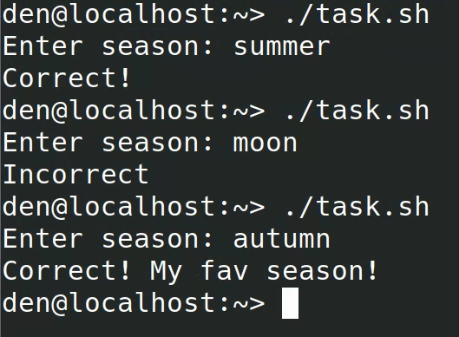 den@localhost:~> ./task.sh
Enter season: summer
Correct!
den@localhost:~> ./task.sh
Enter season: moon
Incorrect
den@localhost:~> ./task.sh
Enter season: autumn
Correct! My fav season!
den@localhost:~>